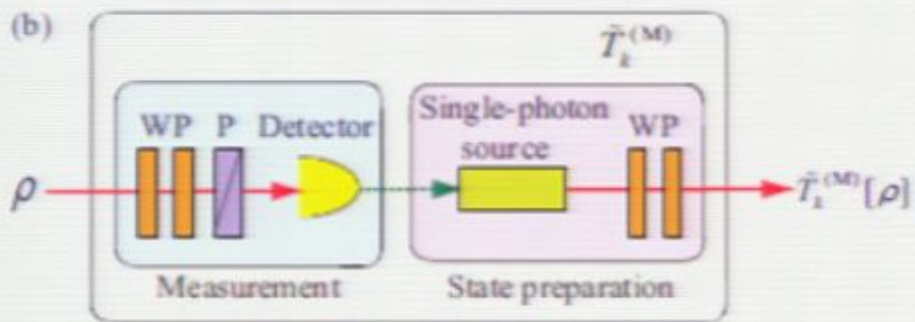 (b)
T̃ₖ⁽ᴹ⁾
Single-photon
source
WP P Detector
WP
ρ
T̃ₖ⁽ᴹ⁾[ρ]
Measurement
State preparation